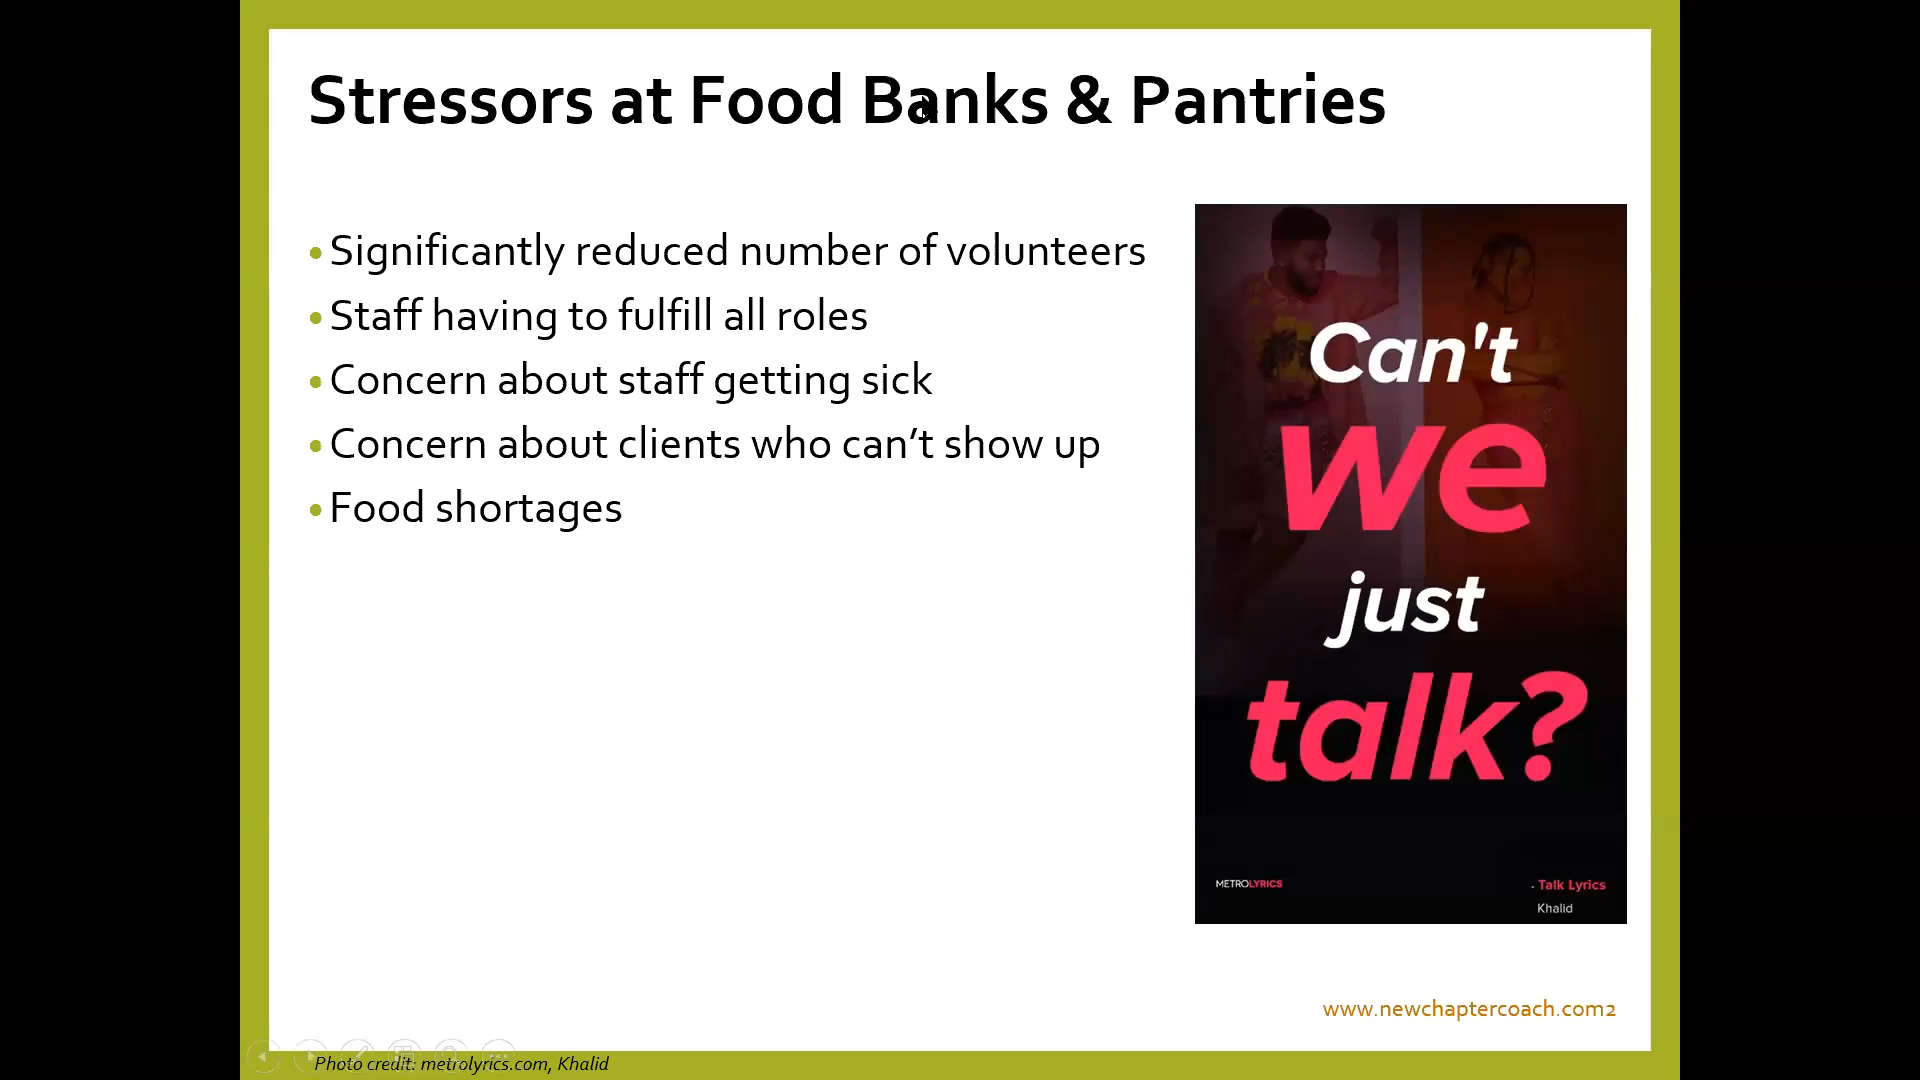 Stressors at Food Banks & Pantries
•Significantly reduced number of volunteers
•Staff having to fulfill all roles
•Concern about staff getting sick
•Concern about clients who can’t show up
•Food shortages
Can't
we
just
talk?
METROLYRICS
- Talk Lyrics
Khalid
www.newchaptercoach.com2
Photo credit: metrolyrics.com, Khalid